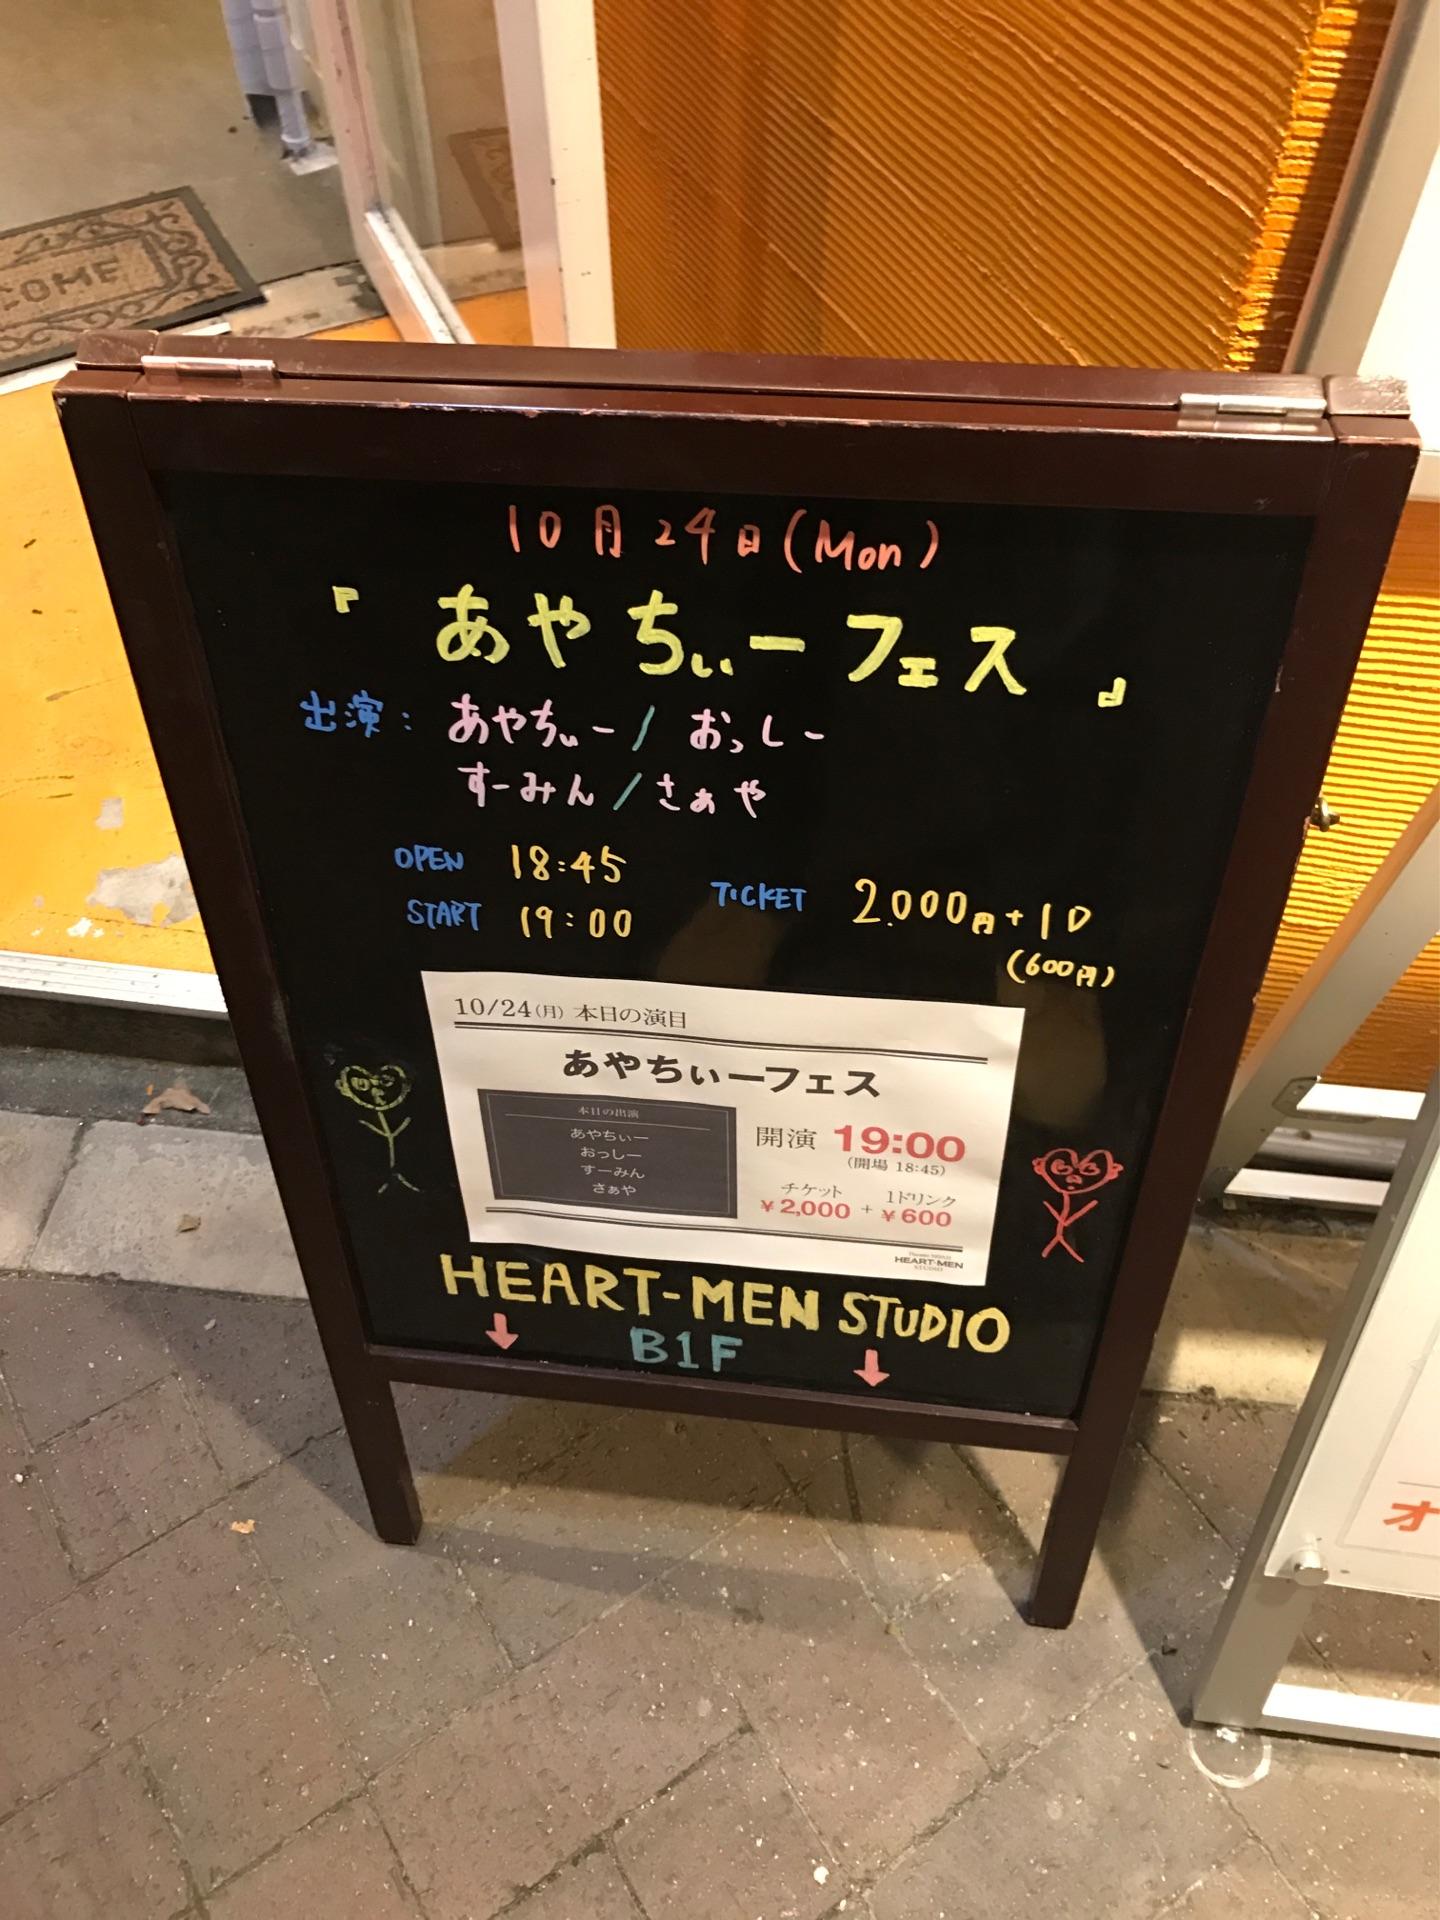 COME
10月24日(Mon)
『あやちぃーフェス』
出演: あやちぃー/おっしー
すーみん/さぁや
OPEN 18:45
START 19:00
TICKET 2.000円+1D
(600円)
10/24(月) 本日の演目
あやちぃーフェス
本日の出演
あやちぃー
おっしー
すーみん
さぁや
開演 19:00
(開場 18:45)
チケット 1ドリンク
¥2,000 + ¥600
HEART-MEN
STUDIO
HEART-MEN STUDIO
↓ B1F ↓
オ